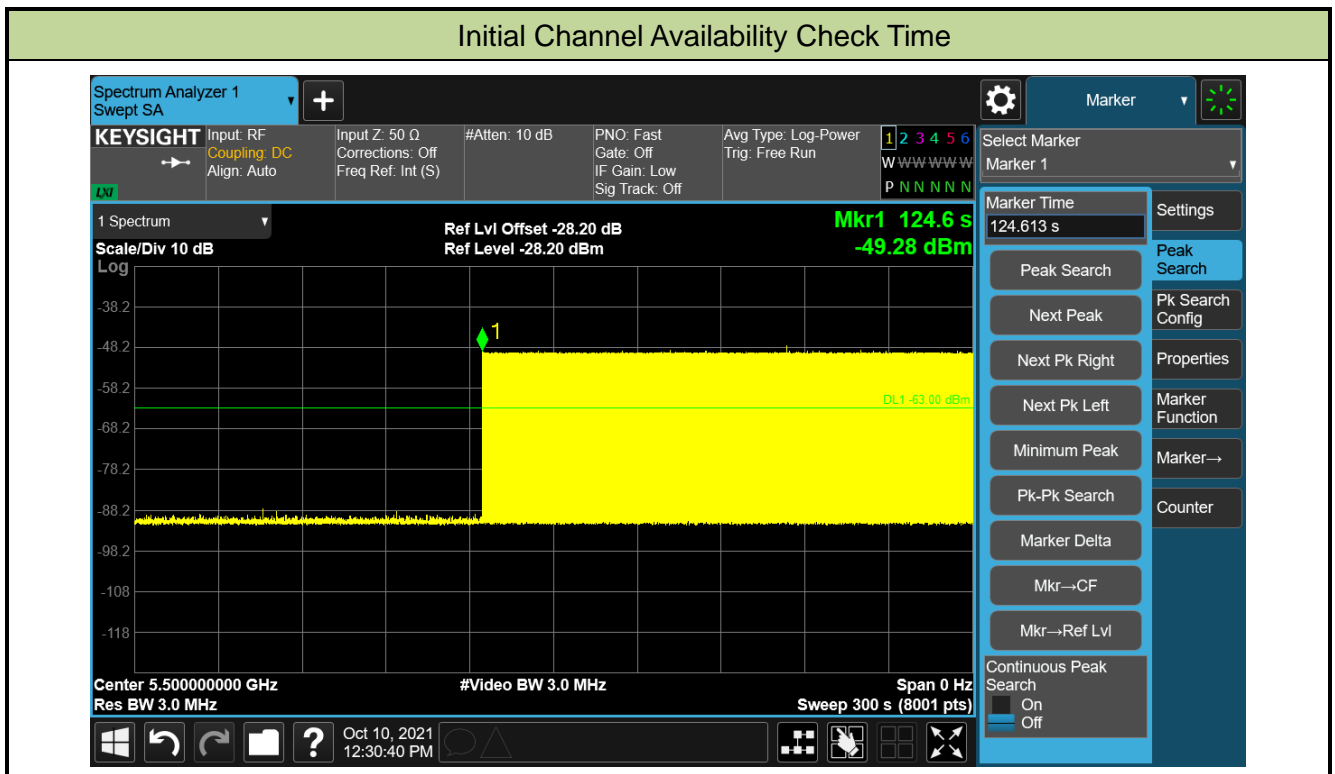 Initial Channel Availability Check Time
Spectrum Analyzer 1
Swept SA
Marker
KEYSIGHT
LXI
Input: RF
Coupling: DC
Align: Auto
Input Z: 50 Ω
Corrections: Off
Freq Ref: Int (S)
#Atten: 10 dB
PNO: Fast
Gate: Off
IF Gain: Low
Sig Track: Off
Avg Type: Log-Power
Trig: Free Run
1 2 3 4 5 6
W W W W W W
P N N N N N
Select Marker
Marker 1
1 Spectrum
Scale/Div 10 dB
Log
Ref Lvl Offset -28.20 dB
Ref Level -28.20 dBm
Mkr1 124.6 s
-49.28 dBm
-38.2
-48.2
-58.2
-68.2
-78.2
-88.2
-98.2
-108
-118
1
DL1 -63.00 dBm
Center 5.500000000 GHz
Res BW 3.0 MHz
#Video BW 3.0 MHz
Span 0 Hz
Sweep 300 s (8001 pts)
Marker Time
124.613 s
Peak Search
Next Peak
Next Pk Right
Next Pk Left
Minimum Peak
Pk-Pk Search
Marker Delta
Mkr→CF
Mkr→Ref Lvl
Continuous Peak
Search
On
Off
Settings
Peak
Search
Pk Search
Config
Properties
Marker
Function
Marker→
Counter
?
Oct 10, 2021
12:30:40 PM